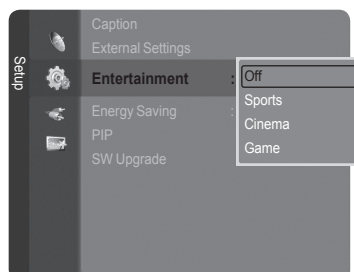 Setup
Caption
External Settings
Entertainment : Off
Sports
Energy Saving :
Cinema
PIP
Game
SW Upgrade